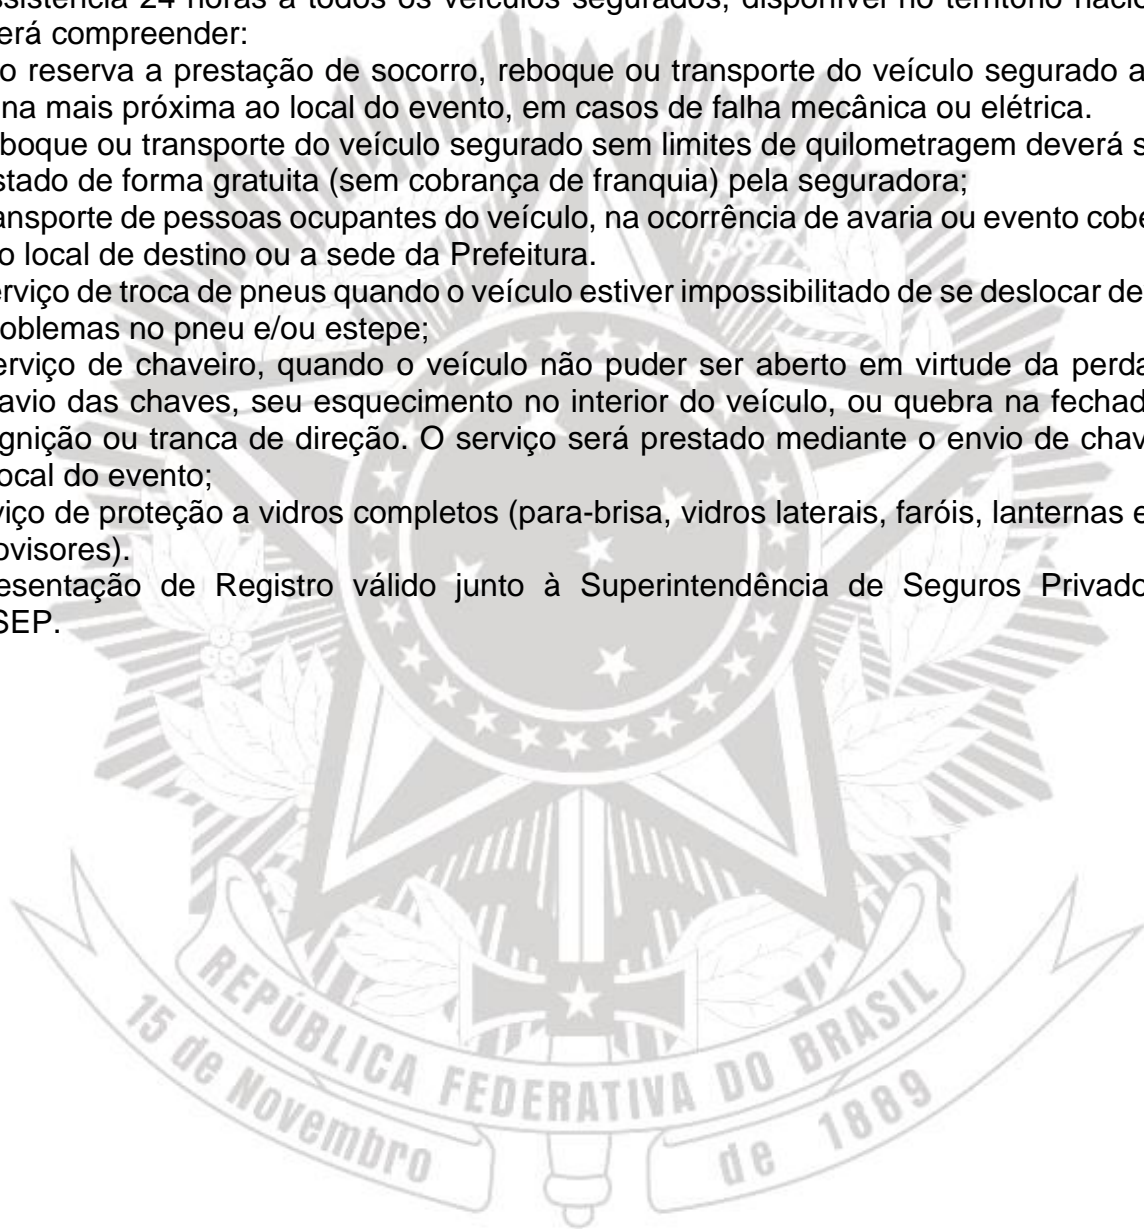 ssistência 24 horas a todos os veículos segurados, disponível no território nacio
erá compreender:
o reserva a prestação de socorro, reboque ou transporte do veículo segurado a
na mais próxima ao local do evento, em casos de falha mecânica ou elétrica.
boque ou transporte do veículo segurado sem limites de quilometragem deverá s
stado de forma gratuita (sem cobrança de franquia) pela seguradora;
ansporte de pessoas ocupantes do veículo, na ocorrência de avaria ou evento cobe
o local de destino ou a sede da Prefeitura.
erviço de troca de pneus quando o veículo estiver impossibilitado de se deslocar de
oblemas no pneu e/ou estepe;
erviço de chaveiro, quando o veículo não puder ser aberto em virtude da perda
avio das chaves, seu esquecimento no interior do veículo, ou quebra na fechad
gnição ou tranca de direção. O serviço será prestado mediante o envio de chav
ocal do evento;
viço de proteção a vidros completos (para-brisa, vidros laterais, faróis, lanternas e
ovisores).
esentação de Registro válido junto à Superintendência de Seguros Privado
SEP.
REPÚBLICA FEDERATIVA DO BRASIL
15 de Novembro de 1889